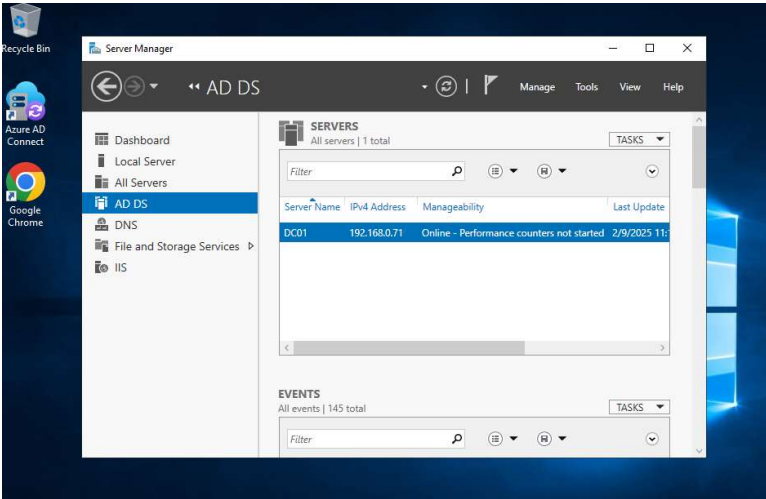 Recycle Bin
Azure AD
Connect
Google
Chrome
Server Manager
AD DS
Manage Tools View Help
Dashboard
Local Server
All Servers
AD DS
DNS
File and Storage Services
IIS
SERVERS
All servers | 1 total
TASKS
Filter
Server Name IPv4 Address Manageability Last Update
DC01 192.168.0.71 Online - Performance counters not started 2/9/2025 11:
EVENTS
All events | 145 total
TASKS
Filter